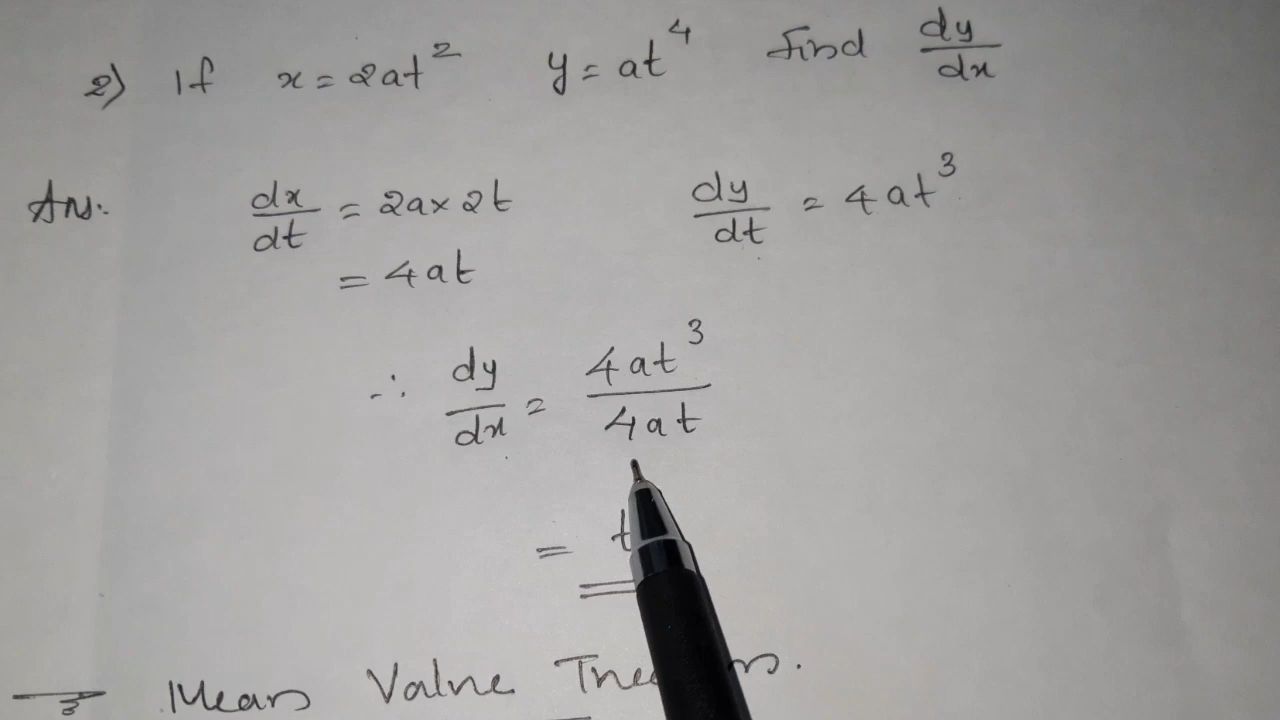 2) If x = 2at² y = at⁴ find dy/dx
Ans: dx/dt = 2a×2t dy/dt = 4at³
= 4at
∴ dy/dx = 4at³/4at
= t
Mean Value